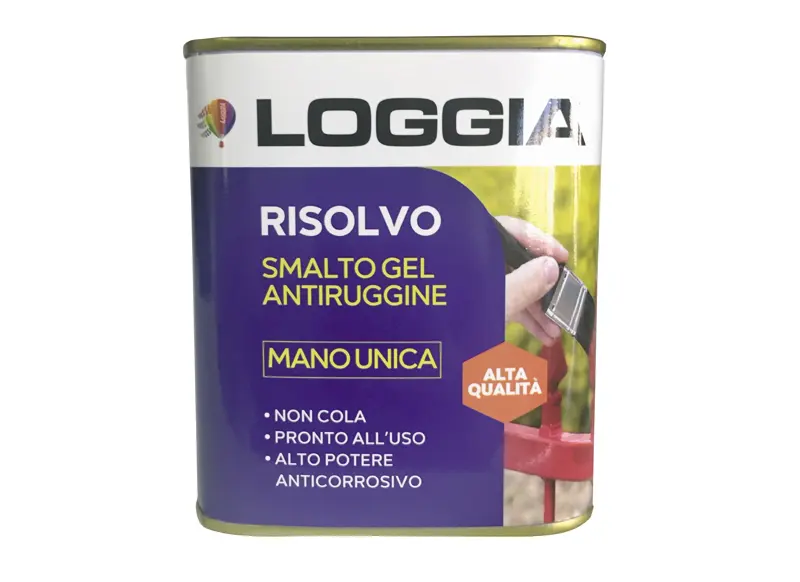 LOGGIA
RISOLVO
SMALTO GEL
ANTIRUGGINE
MANO UNICA
ALTA
QUALITÀ
• NON COLA
• PRONTO ALL'USO
• ALTO POTERE
ANTICORROSIVO